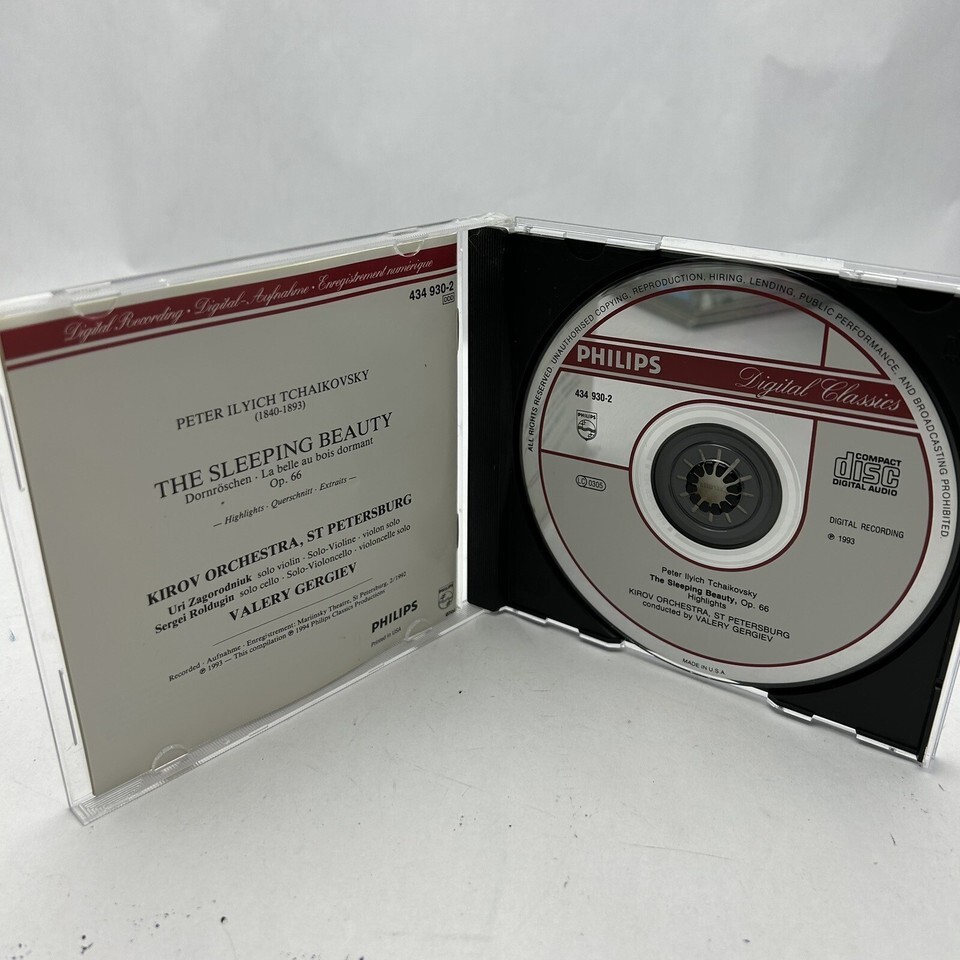 Digital Recording · Digital-Aufnahme · Enregistrement numérique
434 930-2
DDD
PETER ILYICH TCHAIKOVSKY
(1840-1893)
THE SLEEPING BEAUTY
Dornröschen · La belle au bois dormant
Op. 66
— Highlights · Querschnitt · Extraits —
KIROV ORCHESTRA, ST PETERSBURG
Uri Zagorodniuk solo violin · Solo-Violine · violon solo
Sergei Roldugin solo cello · Solo-Violoncello · violoncelle solo
VALERY GERGIEV
Recorded · Aufnahme · Enregistrement: Mariinsky Theatre, St Petersburg, 2/1992
℗ 1993 — This compilation ℗ 1994 Philips Classics Productions
PHILIPS
Printed in USA
ALL RIGHTS RESERVED. UNAUTHORISED COPYING, REPRODUCTION, HIRING, LENDING, PUBLIC PERFORMANCE, AND BROADCASTING PROHIBITED.
PHILIPS
Digital Classics
434 930-2
PHILIPS
COMPACT
disc
DIGITAL AUDIO
LC 0305
DIGITAL RECORDING
℗ 1993
Peter Ilyich Tchaikovsky
The Sleeping Beauty, Op. 66
Highlights
KIROV ORCHESTRA, ST PETERSBURG
conducted by VALERY GERGIEV
MADE IN U.S.A